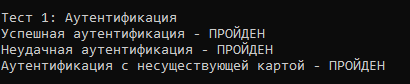 Тест 1: Аутентификация
Успешная аутентификация - ПРОЙДЕН
Неудачная аутентификация - ПРОЙДЕН
Аутентификация с несуществующей картой - ПРОЙДЕН